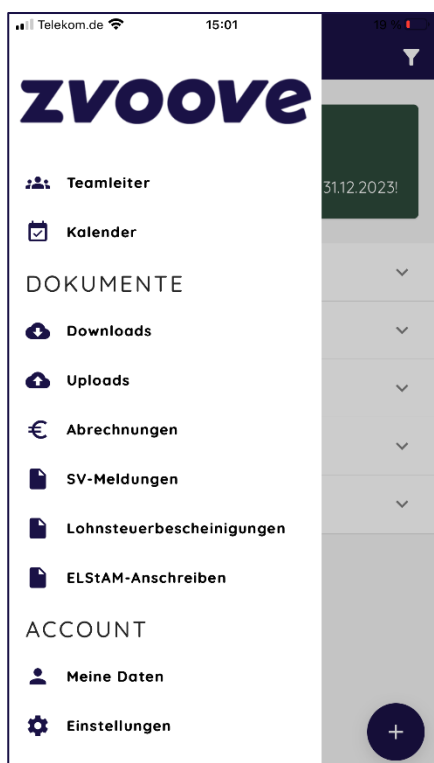 Telekom.de 15:01 19 %
zvoove
Teamleiter
31.12.2023!
Kalender
DOKUMENTE
Downloads
Uploads
Abrechnungen
SV-Meldungen
Lohnsteuerbescheinigungen
ELStAM-Anschreiben
ACCOUNT
Meine Daten
Einstellungen
+